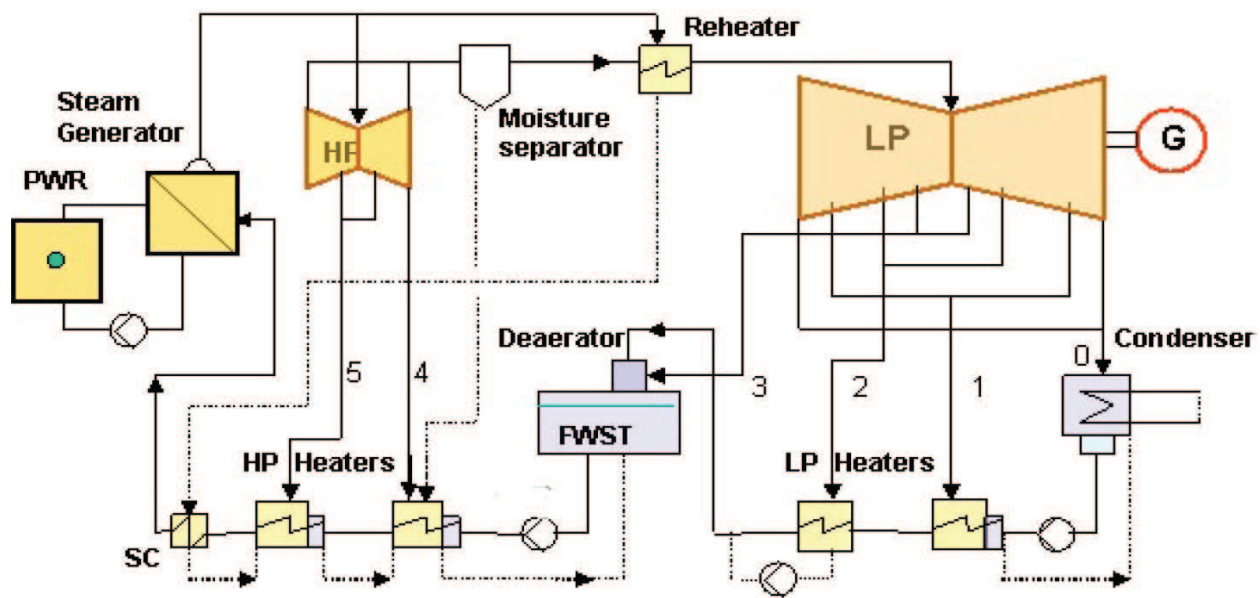 Reheater
Steam
Generator
Moisture
separator
HP
LP
G
PWR
Deaerator
Condenser
0
5
4
3
2
1
FWST
HP Heaters
LP Heaters
SC